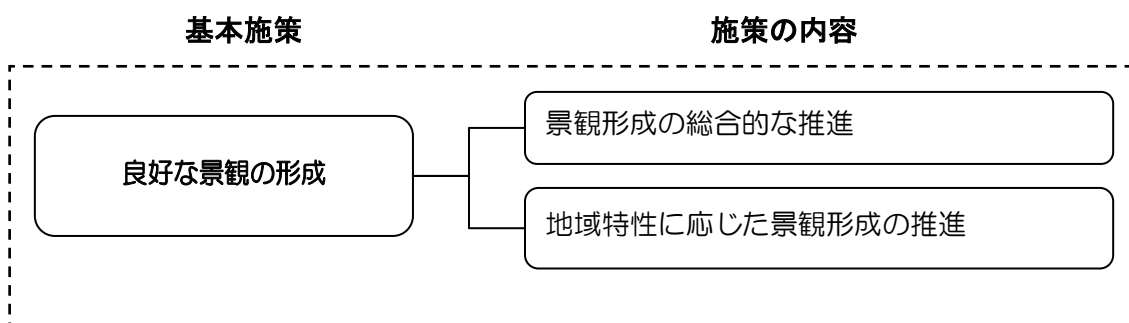 基本施策
施策の内容
良好な景観の形成
景観形成の総合的な推進
地域特性に応じた景観形成の推進